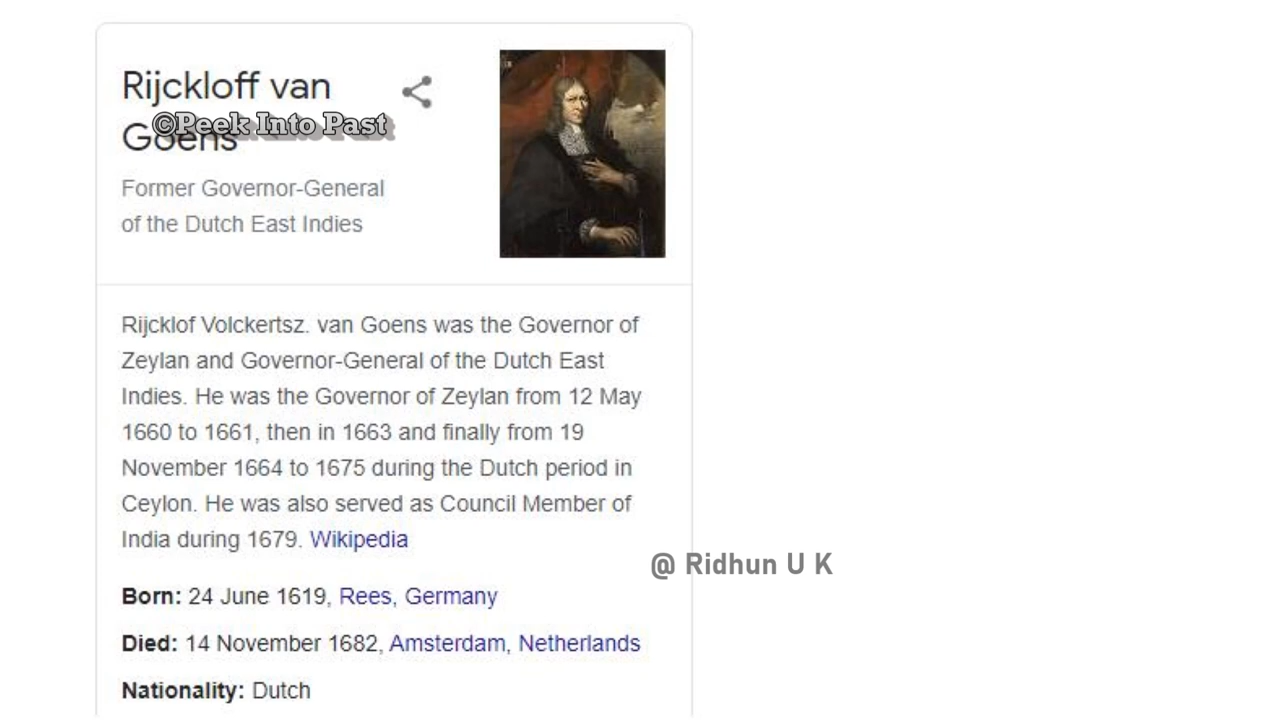 Rijckloff van
©Peek Into Past
Goens
Former Governor-General
of the Dutch East Indies
Rijcklof Volckertsz. van Goens was the Governor of
Zeylan and Governor-General of the Dutch East
Indies. He was the Governor of Zeylan from 12 May
1660 to 1661, then in 1663 and finally from 19
November 1664 to 1675 during the Dutch period in
Ceylon. He was also served as Council Member of
India during 1679. Wikipedia
@ Ridhun U K
Born: 24 June 1619, Rees, Germany
Died: 14 November 1682, Amsterdam, Netherlands
Nationality: Dutch